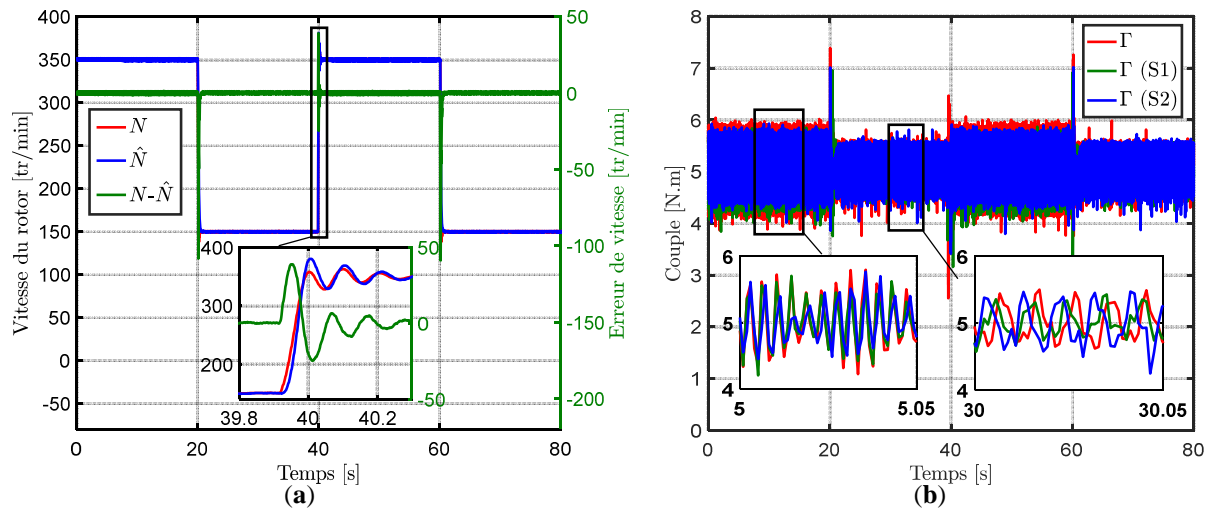 400
350
300
250
200
150
100
50
0
-50
50
0
-50
-100
-150
-200
Vitesse du rotor [tr/min]
Erreur de vitesse [tr/min]
N
N̂
N-N̂
400
300
200
50
0
-50
39.8 40 40.2
0 20 40 60 80
Temps [s]
(a)
8
7
6
5
4
3
2
1
0
Couple [N.m]
Γ
Γ (S1)
Γ (S2)
6
5
4
5 5.05
6
5
4
30 30.05
0 20 40 60 80
Temps [s]
(b)